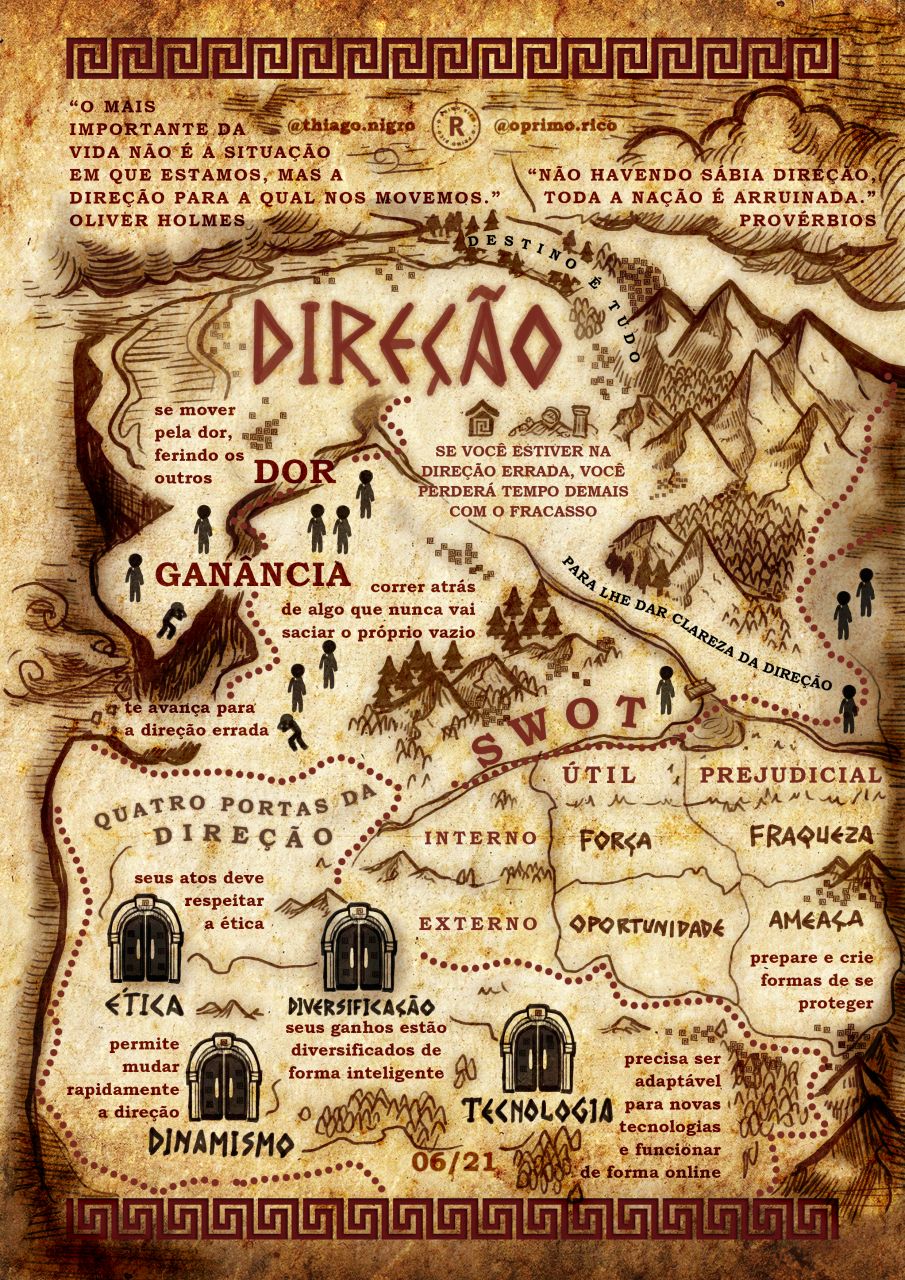 “O MAIS
IMPORTANTE DA
VIDA NÃO É A SITUAÇÃO
EM QUE ESTAMOS, MAS A
DIREÇÃO PARA A QUAL NOS MOVEMOS.”
OLIVER HOLMES
@thiago.nigro
R
@oprimo.rico
“NÃO HAVENDO SÁBIA DIREÇÃO,
TODA A NAÇÃO É ARRUINADA.”
PROVÉRBIOS
DESTINO É TUDO
DIREÇÃO
se mover
pela dor,
ferindo os
outros
DOR
SE VOCÊ ESTIVER NA
DIREÇÃO ERRADA, VOCÊ
PERDERÁ TEMPO DEMAIS
COM O FRACASSO
GANÂNCIA
correr atrás
de algo que nunca vai
saciar o próprio vazio
PARA LHE DAR CLAREZA DA DIREÇÃO
te avança para
a direção errada
SWOT
ÚTIL
PREJUDICIAL
INTERNO
FORÇA
FRAQUEZA
EXTERNO
OPORTUNIDADE
AMEAÇA
prepare e crie
formas de se
proteger
QUATRO PORTAS DA
DIREÇÃO
seus atos deve
respeitar
a ética
ÉTICA
DIVERSIFICAÇÃO
seus ganhos estão
diversificados de
forma inteligente
permite
mudar
rapidamente
a direção
DINAMISMO
TECNOLOGIA
precisa ser
adaptável
para novas
tecnologias
e funcionar
de forma online
06/21